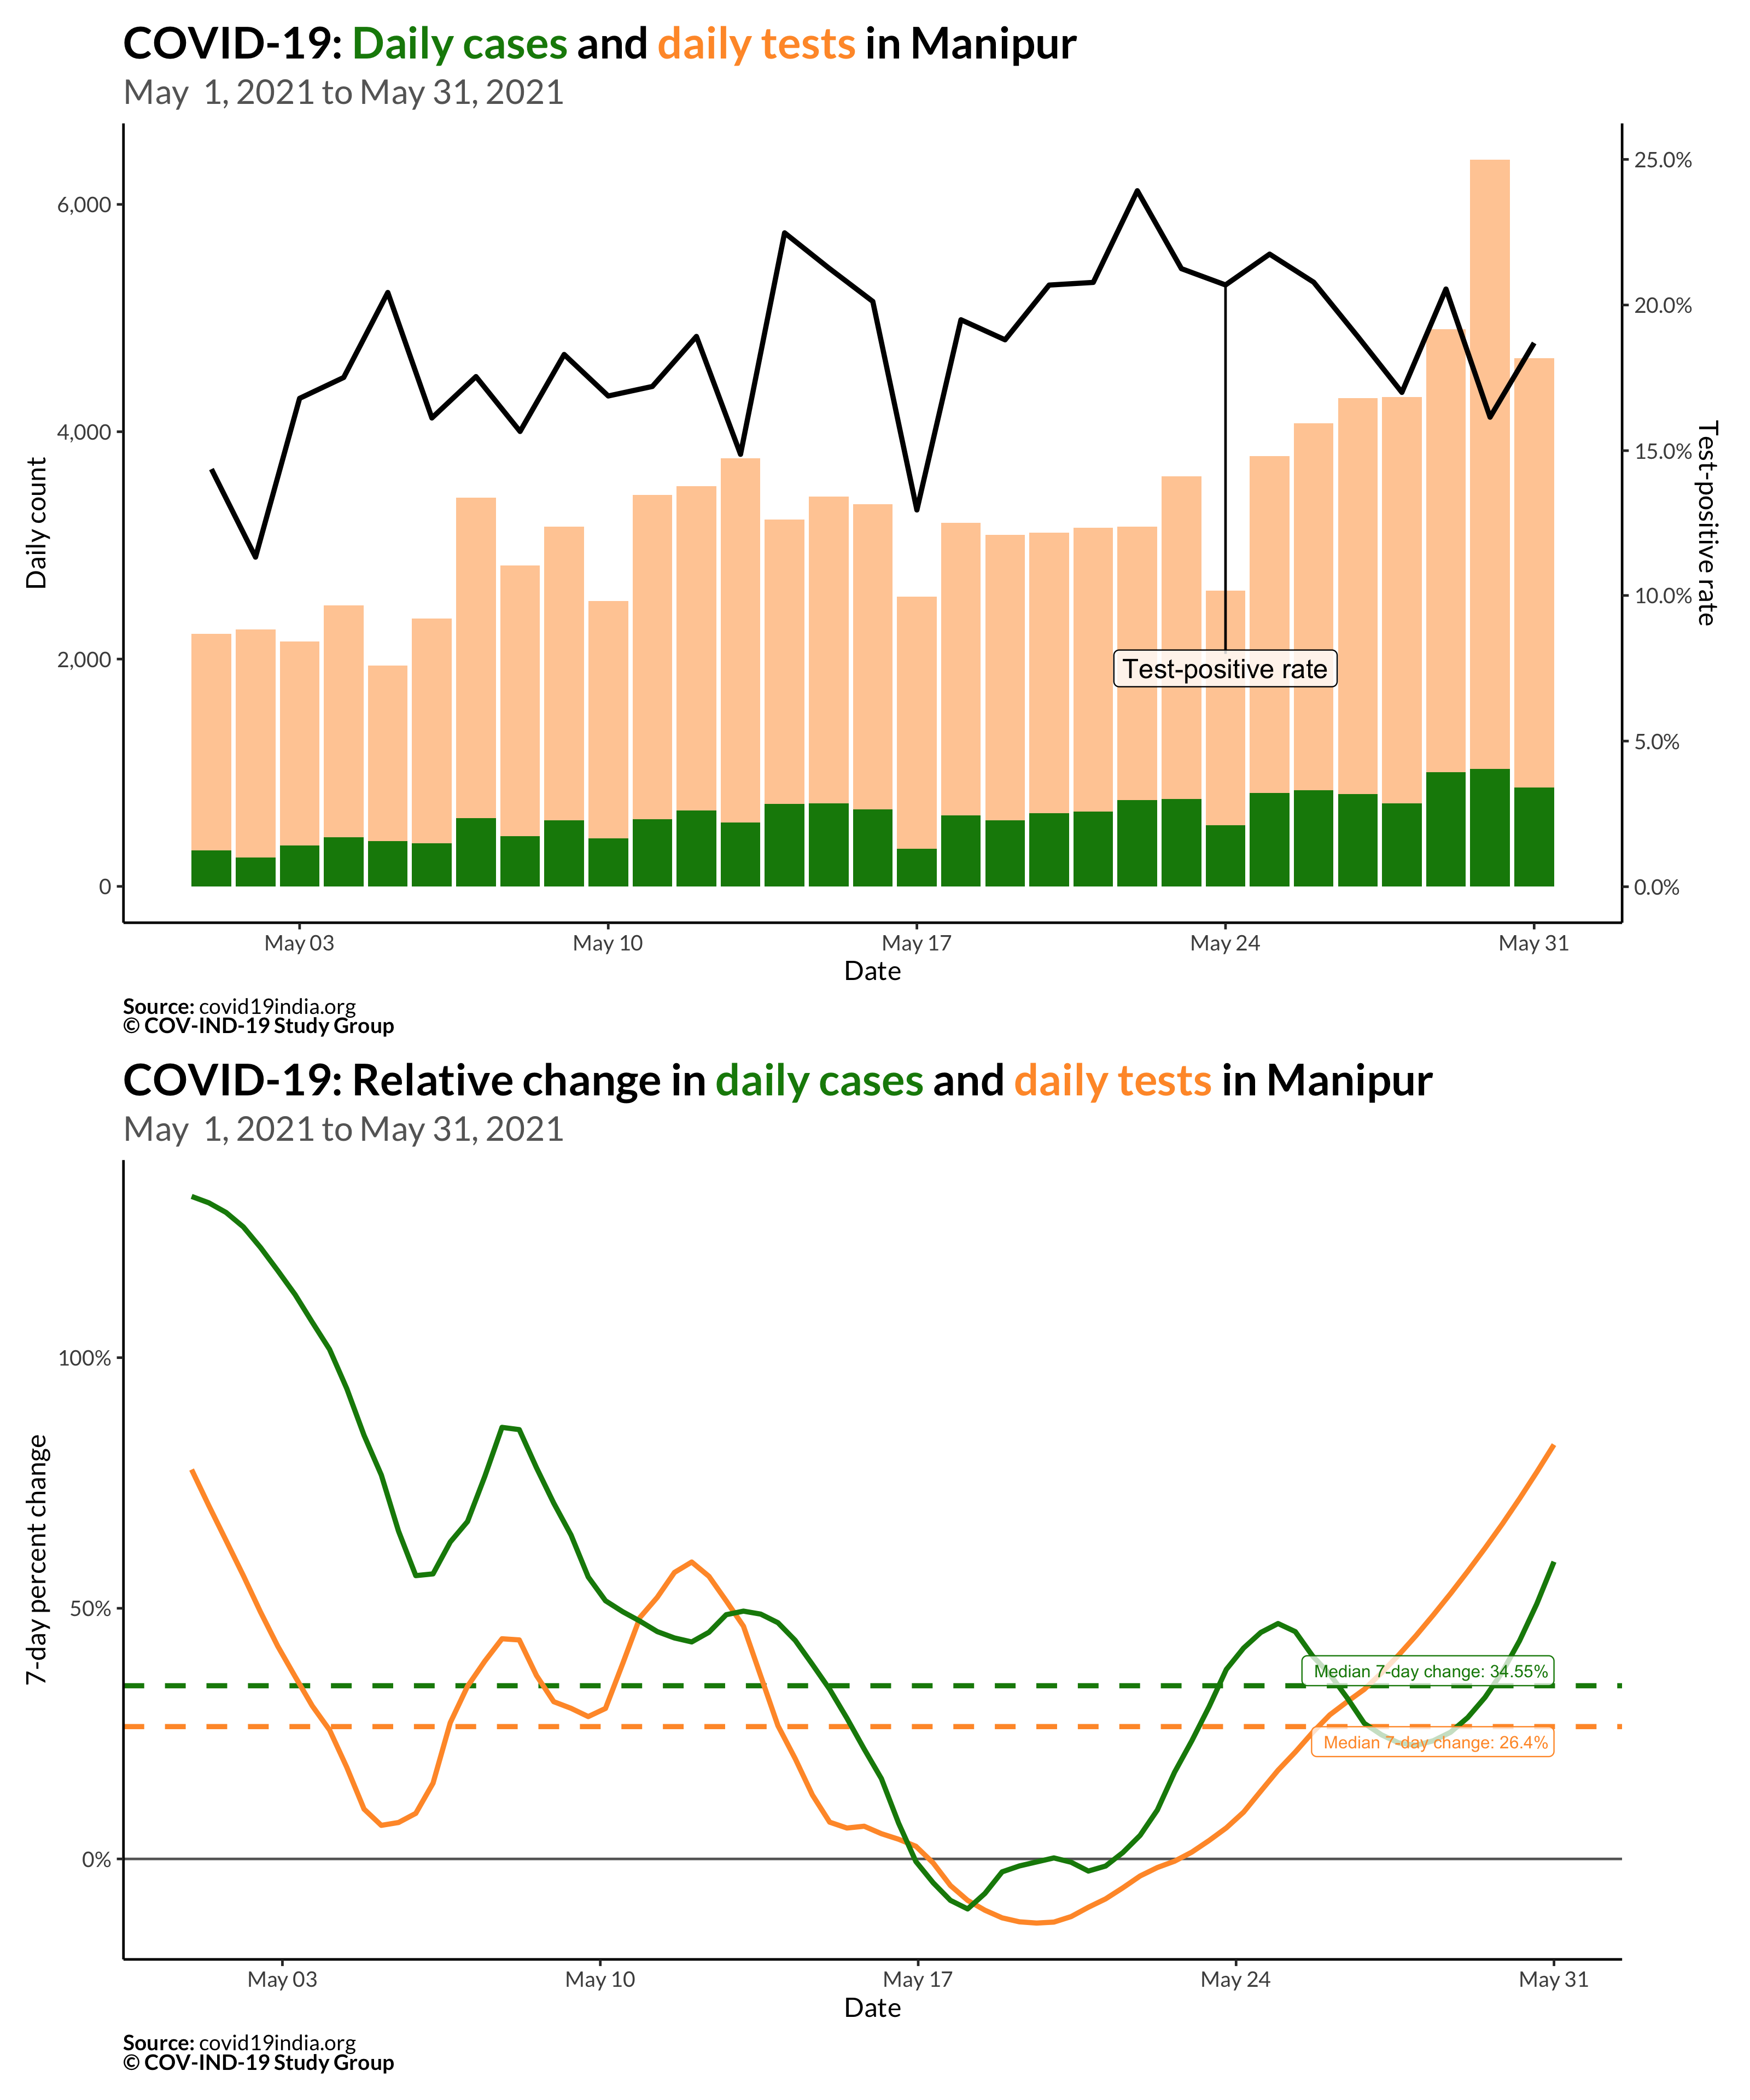 COVID-19: Daily cases and daily tests in Manipur
May 1, 2021 to May 31, 2021
6,000
4,000
2,000
0
Daily count
25.0%
20.0%
15.0%
10.0%
5.0%
0.0%
Test-positive rate
Test-positive rate
May 03
May 10
May 17
May 24
May 31
Date
Source: covid19india.org
© COV-IND-19 Study Group
COVID-19: Relative change in daily cases and daily tests in Manipur
May 1, 2021 to May 31, 2021
100%
50%
0%
7-day percent change
Median 7-day change: 34.55%
Median 7-day change: 26.4%
May 03
May 10
May 17
May 24
May 31
Date
Source: covid19india.org
© COV-IND-19 Study Group